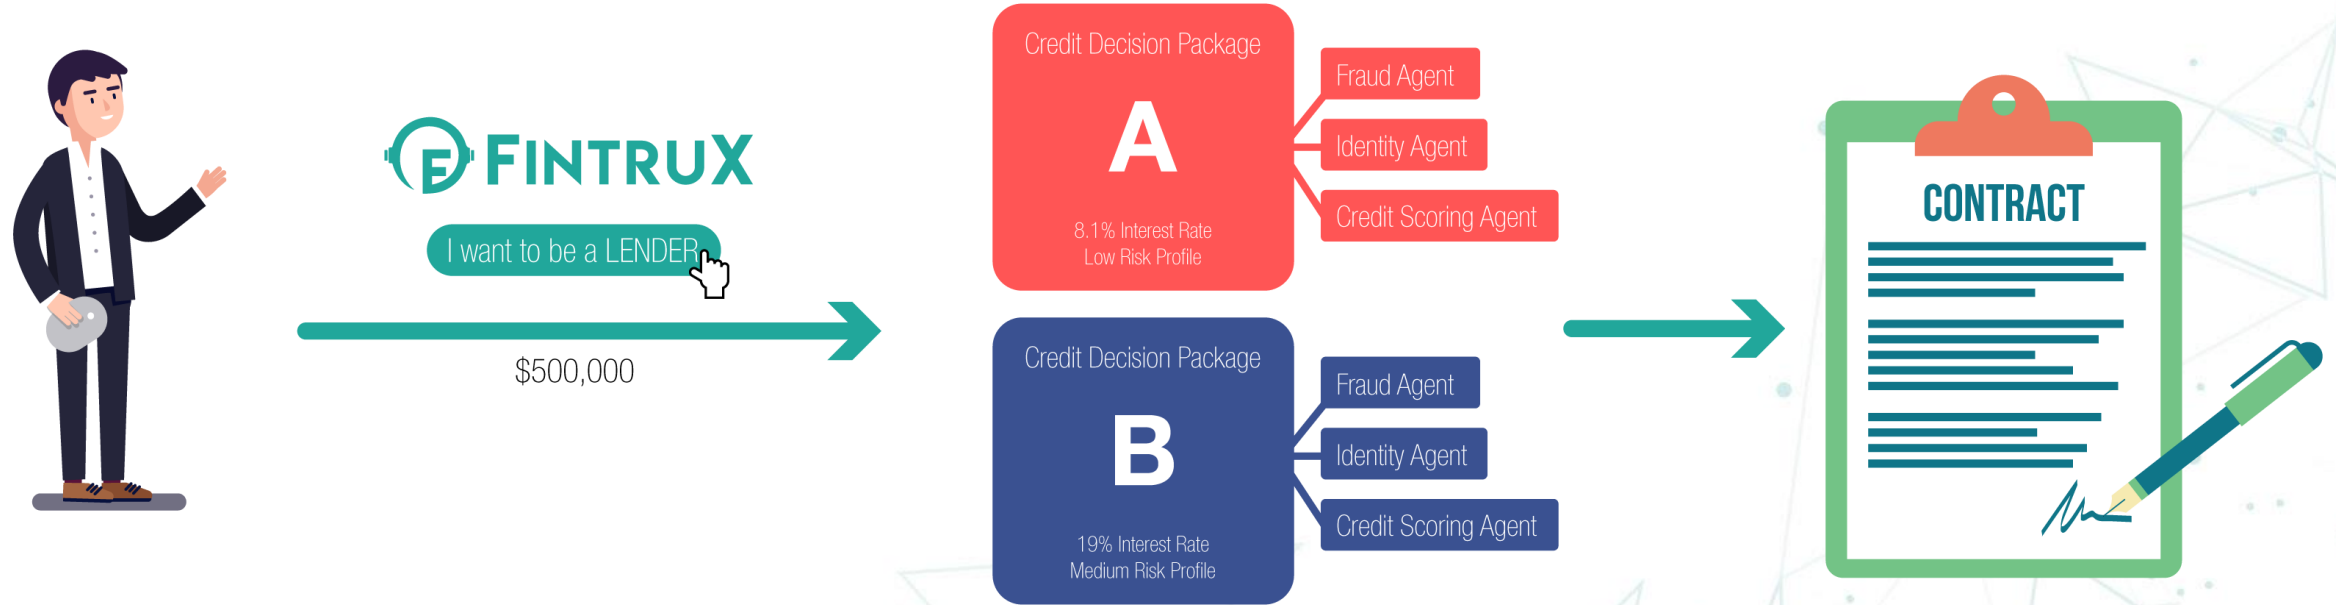 FINTRUX
I want to be a LENDER
$500,000
Credit Decision Package
A
8.1% Interest Rate
Low Risk Profile
Fraud Agent
Identity Agent
Credit Scoring Agent
Credit Decision Package
B
19% Interest Rate
Medium Risk Profile
Fraud Agent
Identity Agent
Credit Scoring Agent
CONTRACT